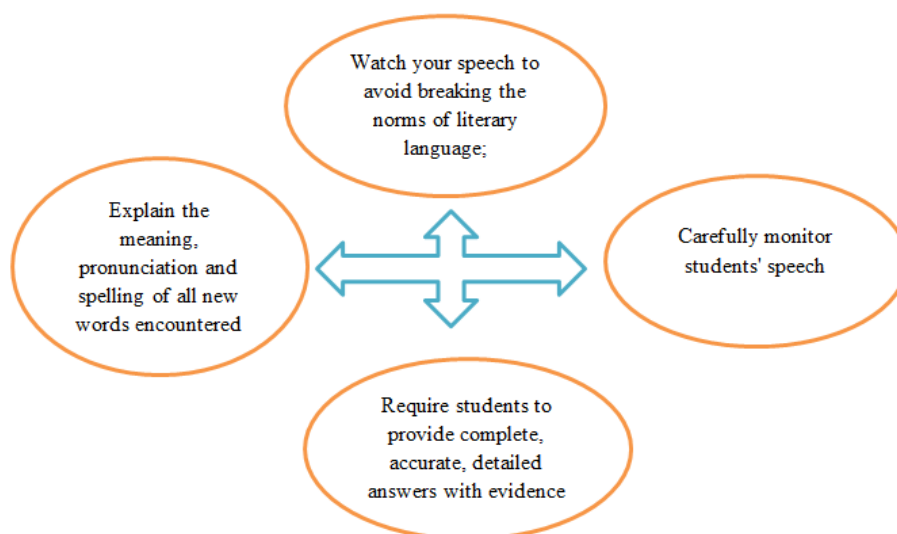 Watch your speech to
avoid breaking the
norms of literary
language;
Explain the
meaning,
pronunciation and
spelling of all new
words encountered
Carefully monitor
students' speech
Require students to
provide complete,
accurate, detailed
answers with evidence